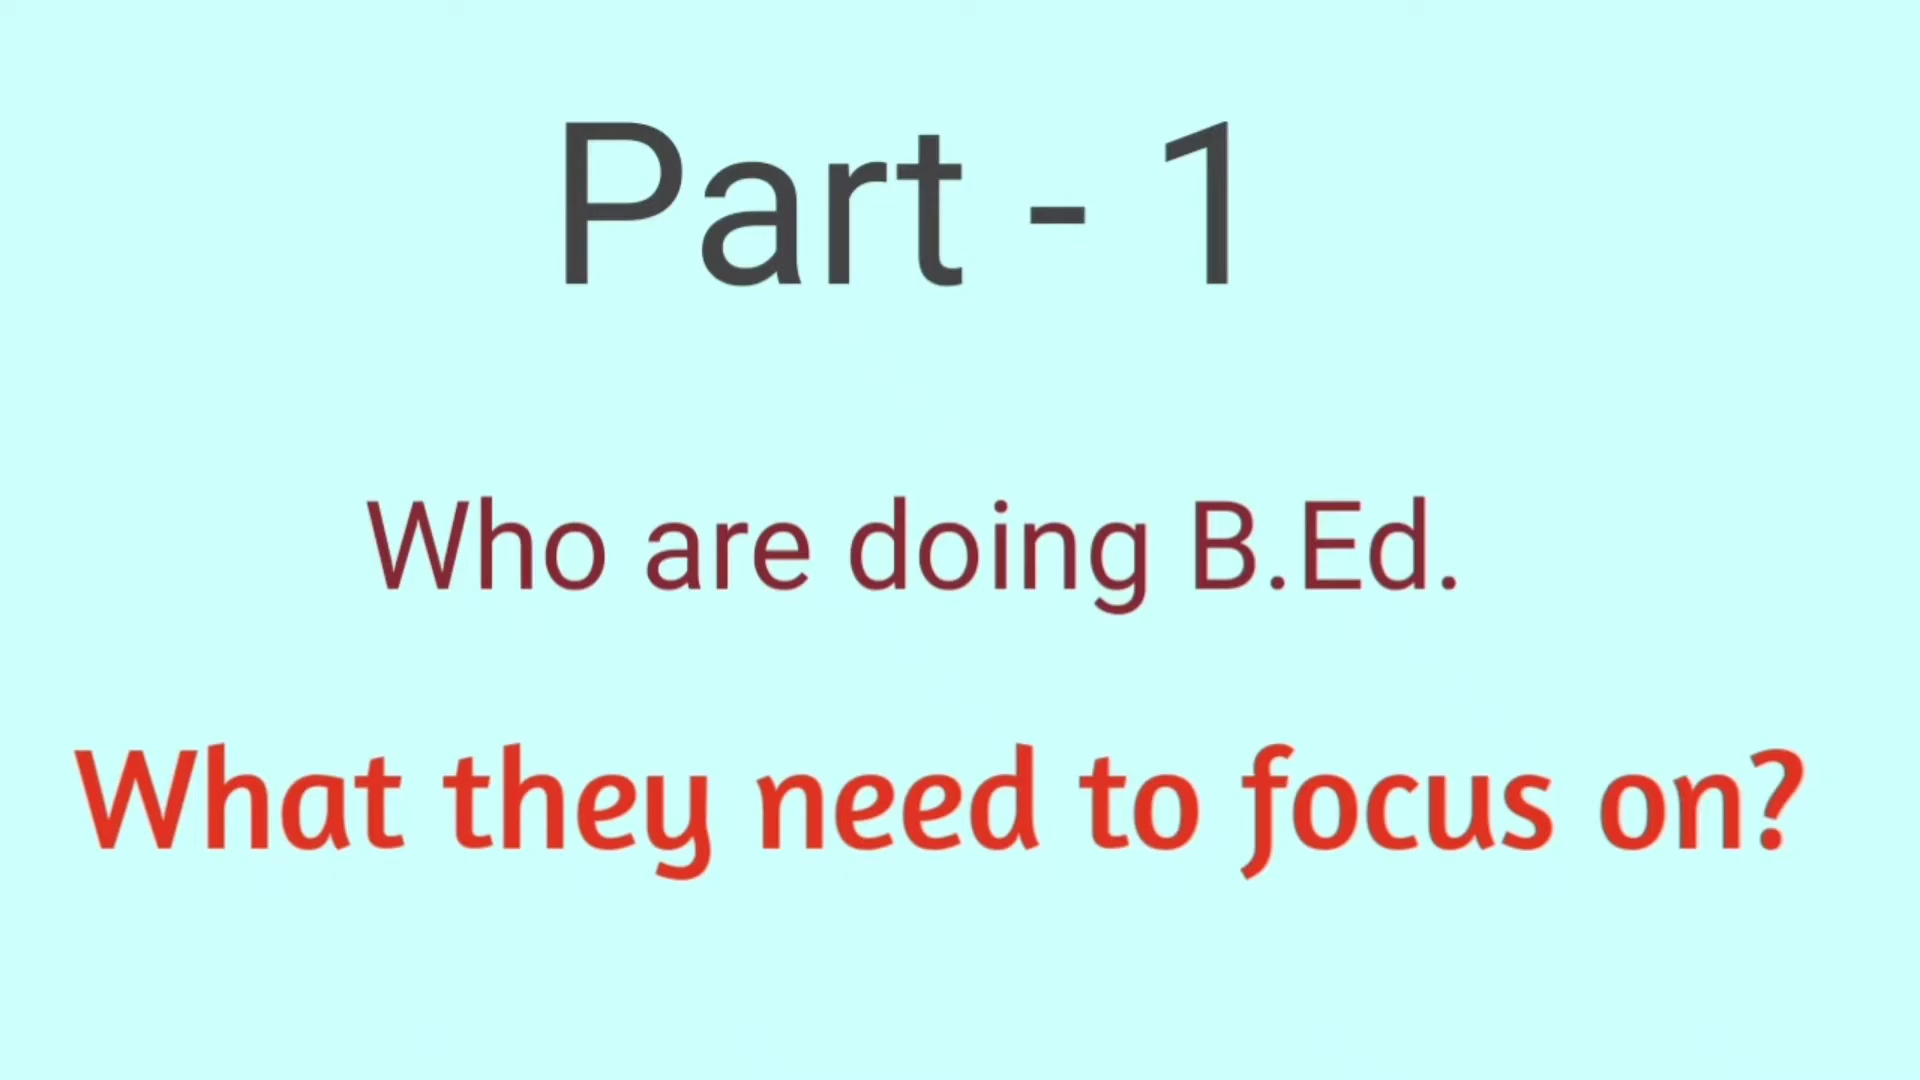 Part - 1
Who are doing B.Ed.
What they need to focus on?